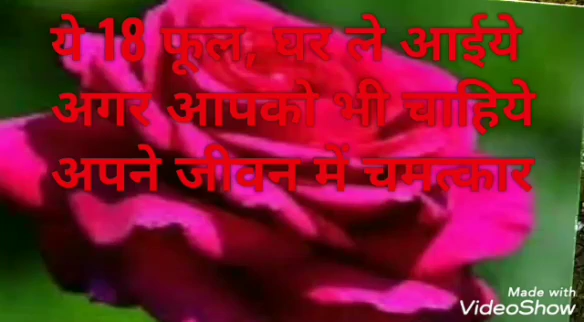 ये 18 फूल, घर ले आईये
अगर आपको भी चाहिये
अपने जीवन में चमत्कार
Made with
VideoShow